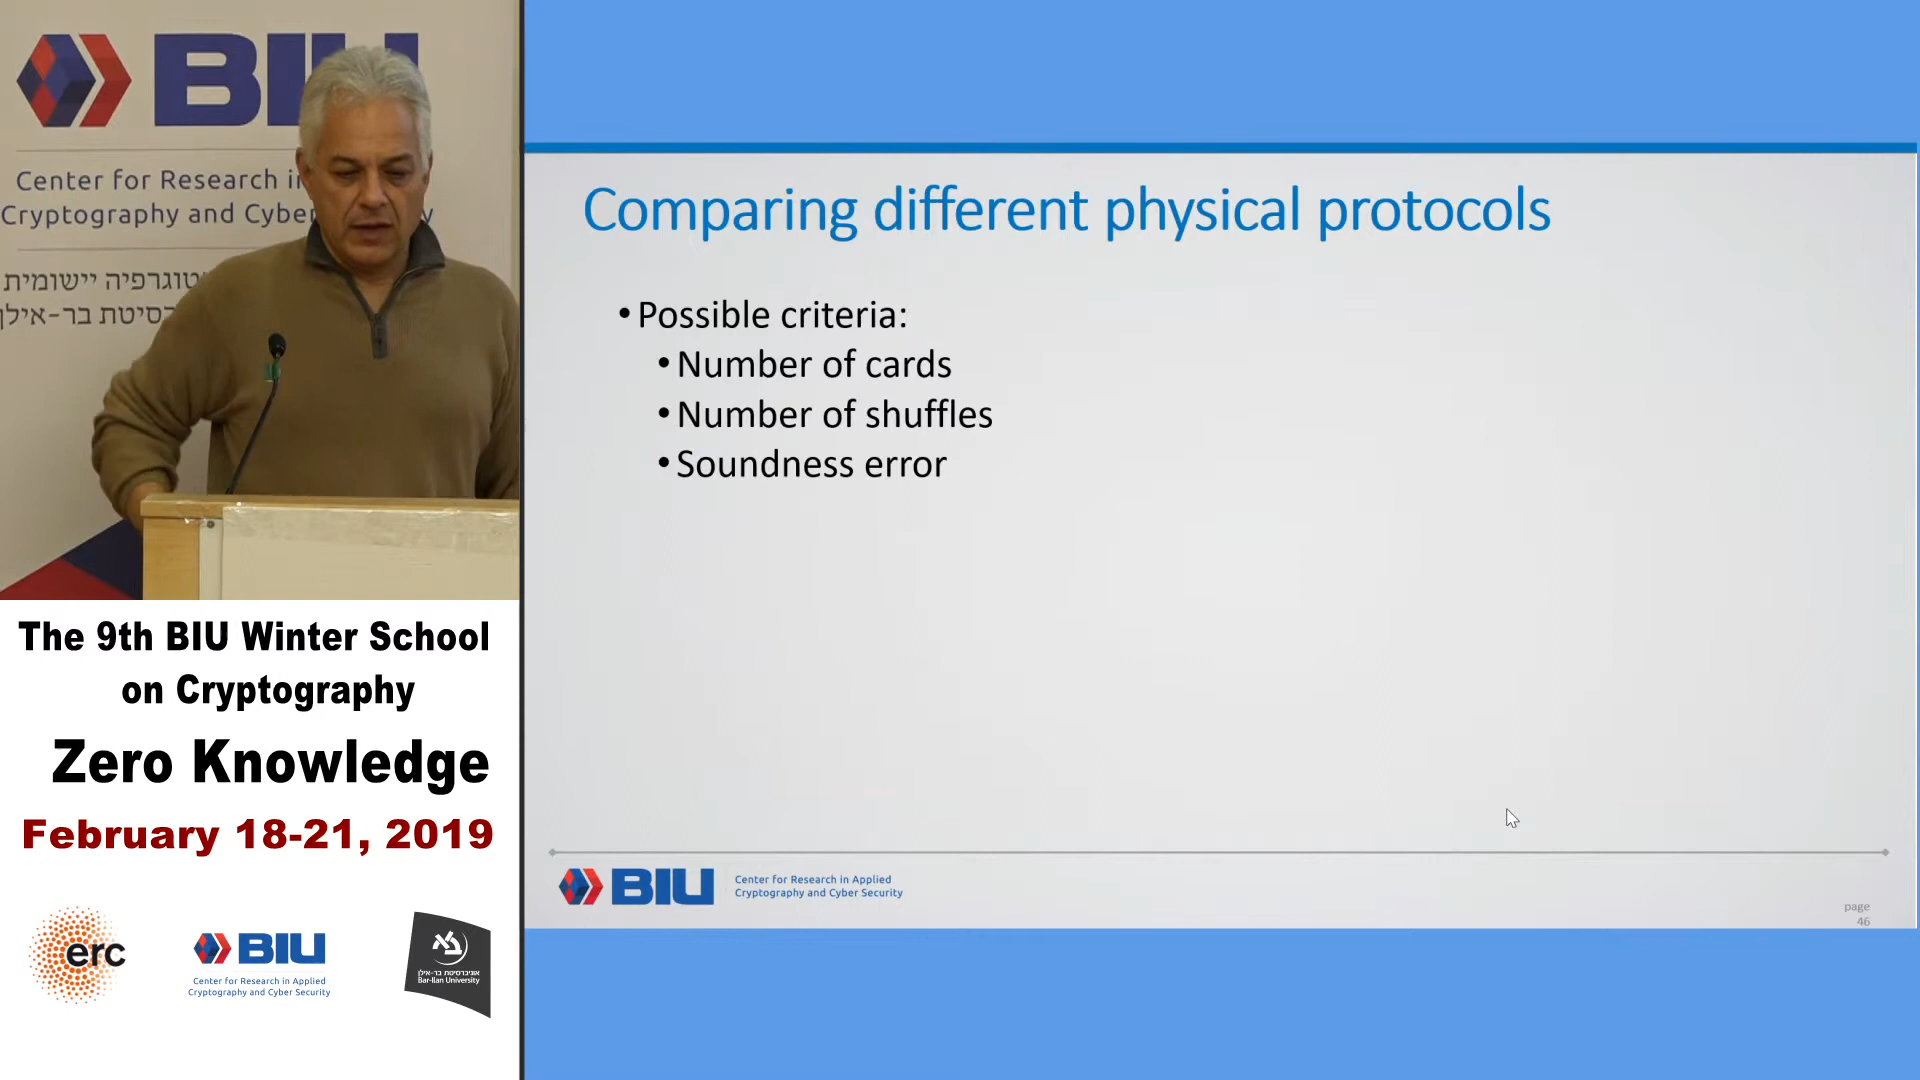 BIU
Center for Research in
Cryptography and Cyber
יישומית
בר-אילן
The 9th BIU Winter School
on Cryptography
Zero Knowledge
February 18-21, 2019
erc
BIU
Center for Research in Applied
Cryptography and Cyber Security
אוניברסיטת בר-אילן
Bar-Ilan University
Comparing different physical protocols
• Possible criteria:
• Number of cards
• Number of shuffles
• Soundness error
BIU
Center for Research in Applied
Cryptography and Cyber Security
page
46